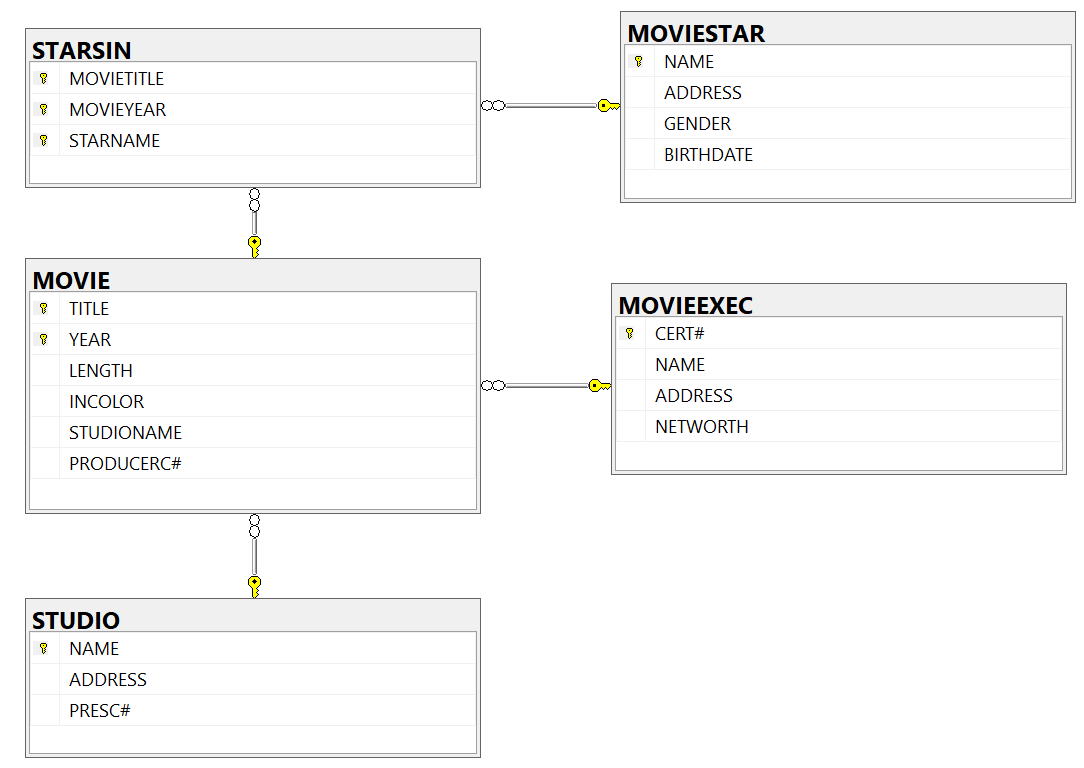 STARSIN
MOVIETITLE
MOVIEYEAR
STARNAME
MOVIESTAR
NAME
ADDRESS
GENDER
BIRTHDATE
MOVIE
TITLE
YEAR
LENGTH
INCOLOR
STUDIONAME
PRODUCERC#
MOVIEEXEC
CERT#
NAME
ADDRESS
NETWORTH
STUDIO
NAME
ADDRESS
PRESC#